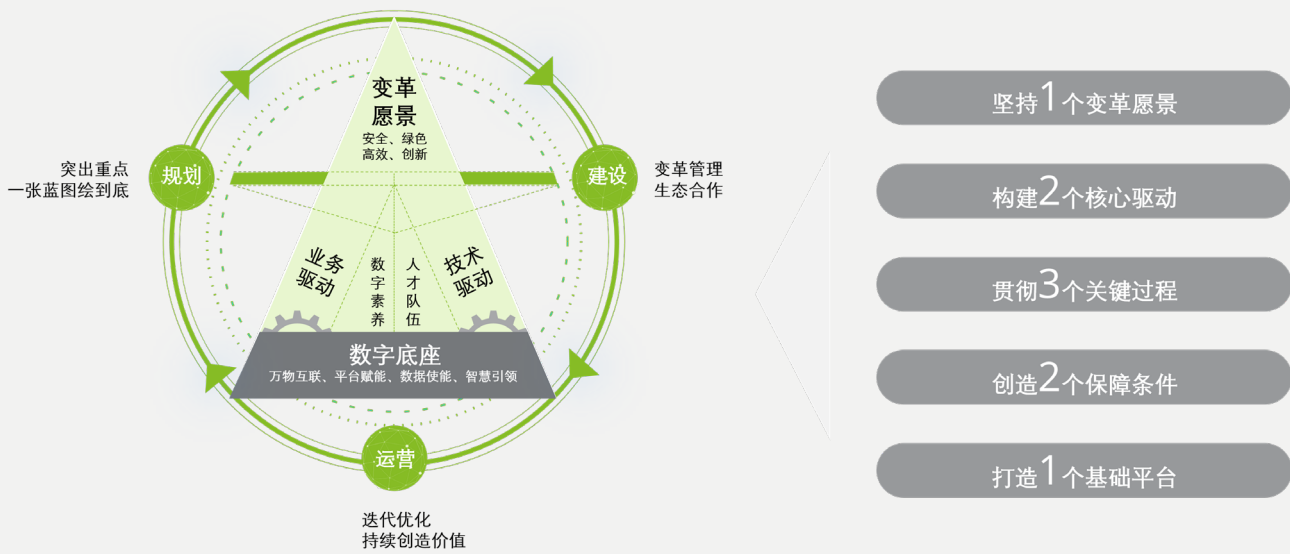 变革
愿景
安全、绿色
高效、创新
突出重点
一张蓝图绘到底
规划
建设
变革管理
生态合作
业务
驱动
数字素养
人才队伍
技术
驱动
数字底座
万物互联、平台赋能、数据使能、智慧引领
运营
迭代优化
持续创造价值
坚持1个变革愿景
构建2个核心驱动
贯彻3个关键过程
创造2个保障条件
打造1个基础平台